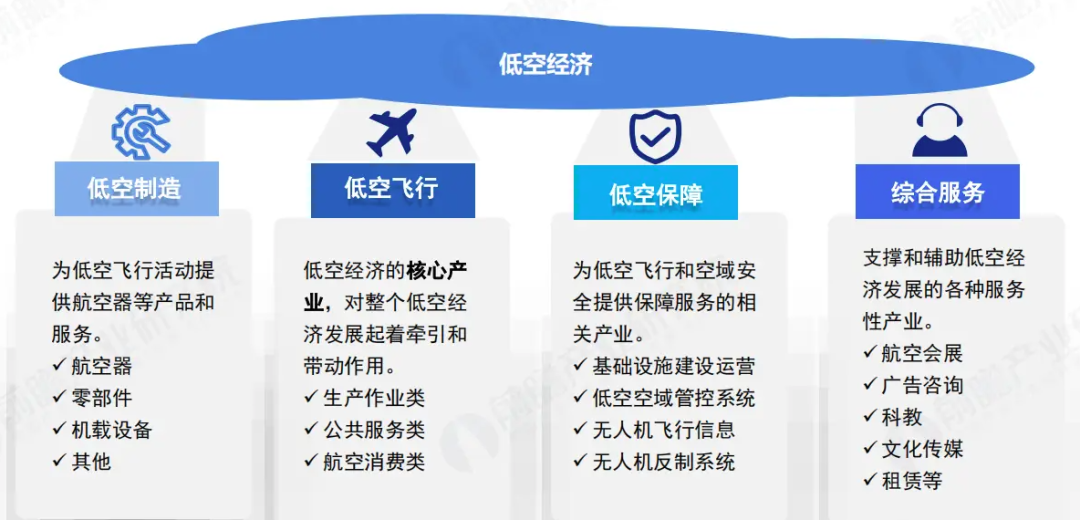 低空经济
低空制造
为低空飞行活动提
供航空器等产品和
服务。
✓ 航空器
✓ 零部件
✓ 机载设备
✓ 其他
低空飞行
低空经济的核心产
业，对整个低空经
济发展起着牵引和
带动作用。
✓ 生产作业类
✓ 公共服务类
✓ 航空消费类
低空保障
为低空飞行和空域安
全提供保障服务的相
关产业。
✓ 基础设施建设运营
✓ 低空空域管控系统
✓ 无人机飞行信息
✓ 无人机反制系统
综合服务
支撑和辅助低空经
济发展的各种服务
性产业。
✓ 航空会展
✓ 广告咨询
✓ 科教
✓ 文化传媒
✓ 租赁等